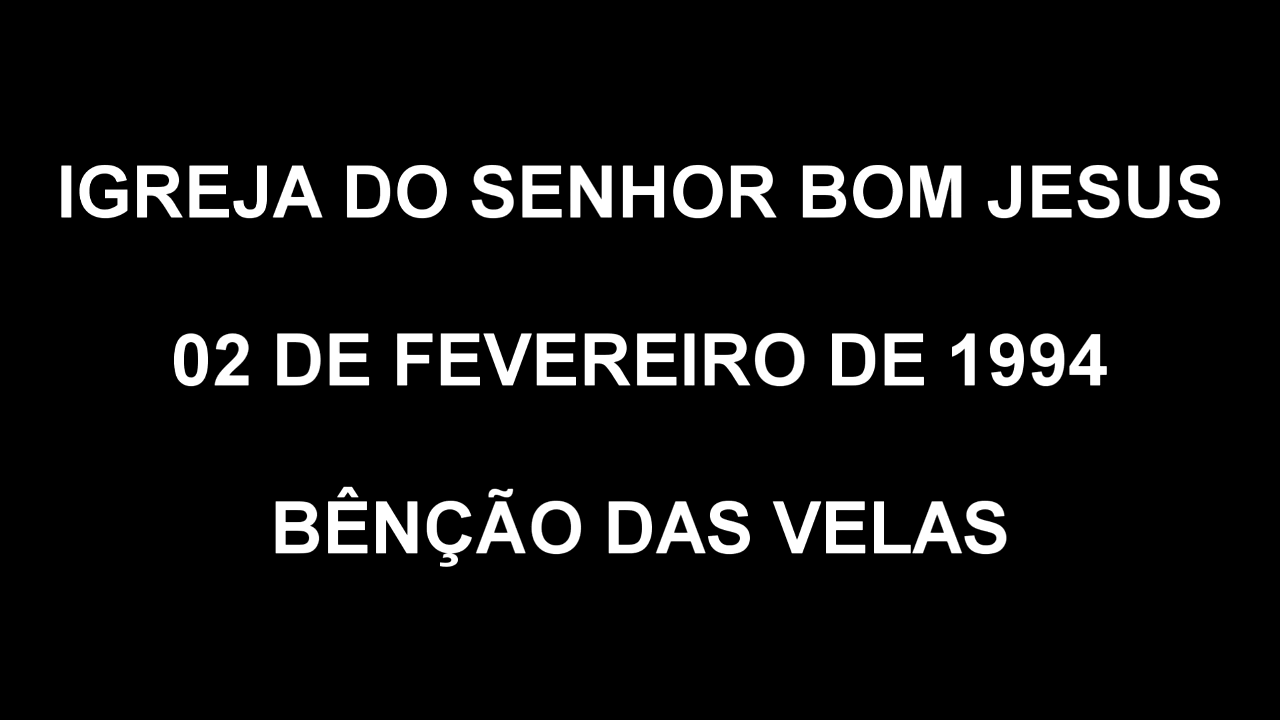 IGREJA DO SENHOR BOM JESUS
02 DE FEVEREIRO DE 1994
BÊNÇÃO DAS VELAS